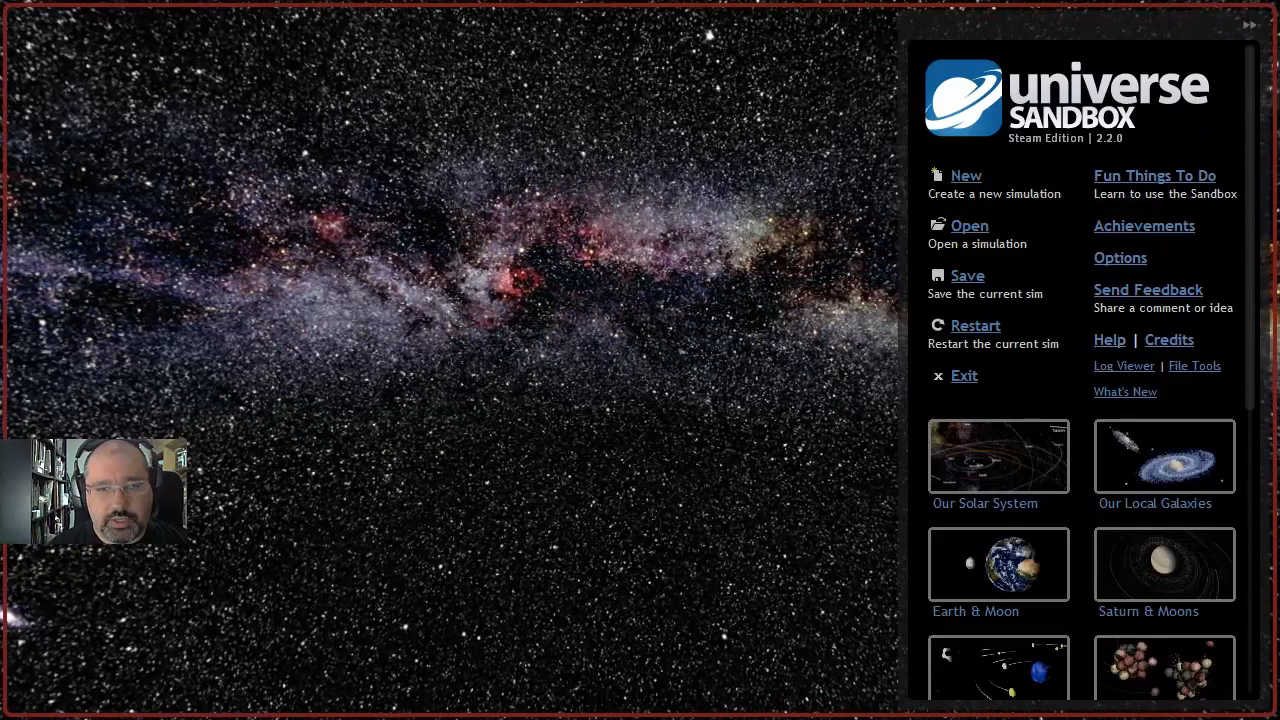 universe
SANDBOX
Steam Edition | 2.2.0
New
Create a new simulation
Open
Open a simulation
Save
Save the current sim
Restart
Restart the current sim
x Exit
Fun Things To Do
Learn to use the Sandbox
Achievements
Options
Send Feedback
Share a comment or idea
Help | Credits
Log Viewer | File Tools
What's New
Our Solar System
Our Local Galaxies
Earth & Moon
Saturn & Moons